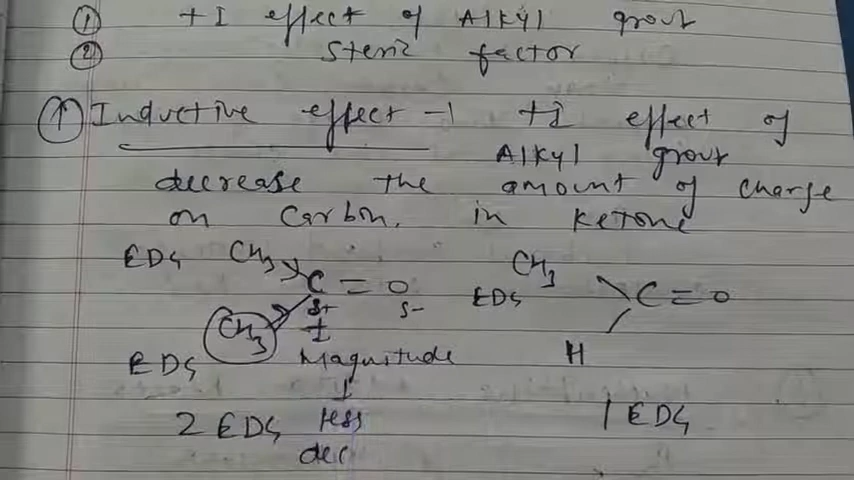 ① +I effect of Alkyl group
② Steric factor
① Inductive effect - +I effect of
Alkyl group
decrease the amount of charge
on carbon. in Ketone
EDG CH3 C = O
δ+ δ-
CH3
EDG
Magnitude
↓
2 EDG less
dec
CH3
EDG C = O
H
1 EDG